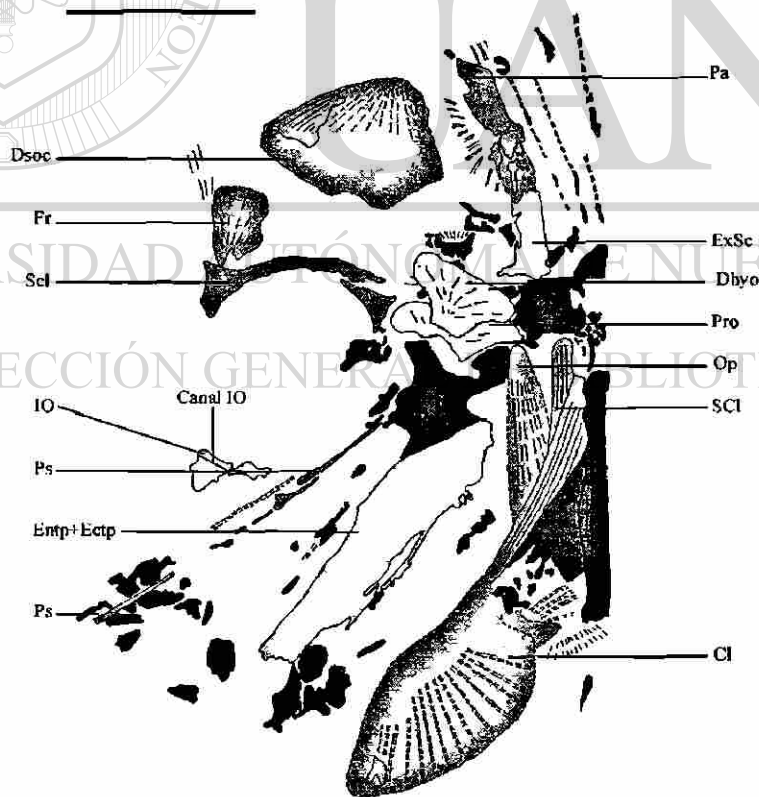 UAN
Pa
Dsoc
Fr
ExSc
SIDAD AUTÓNOMA DE NUE
Scl
Dhyo
Pro
ECCIÓN GENERA BLIOT
Op
IO
Canal IO
SCl
Ps
Entp+Ectp
Ps
Cl